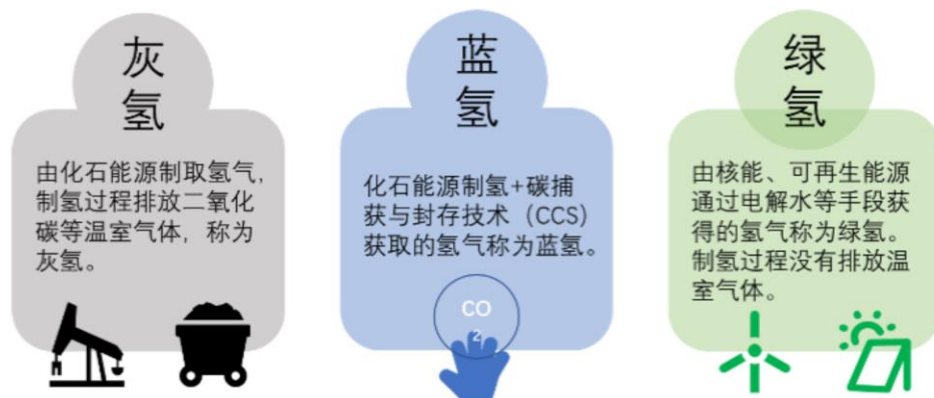 灰
氢
由化石能源制取氢气，
制氢过程排放二氧化
碳等温室气体，称为
灰氢。
蓝
氢
化石能源制氢+碳捕
获与封存技术（CCS）
获取的氢气称为蓝氢。
CO
2
绿
氢
由核能、可再生能源
通过电解水等手段获
得的氢气称为绿氢。
制氢过程没有排放温
室气体。